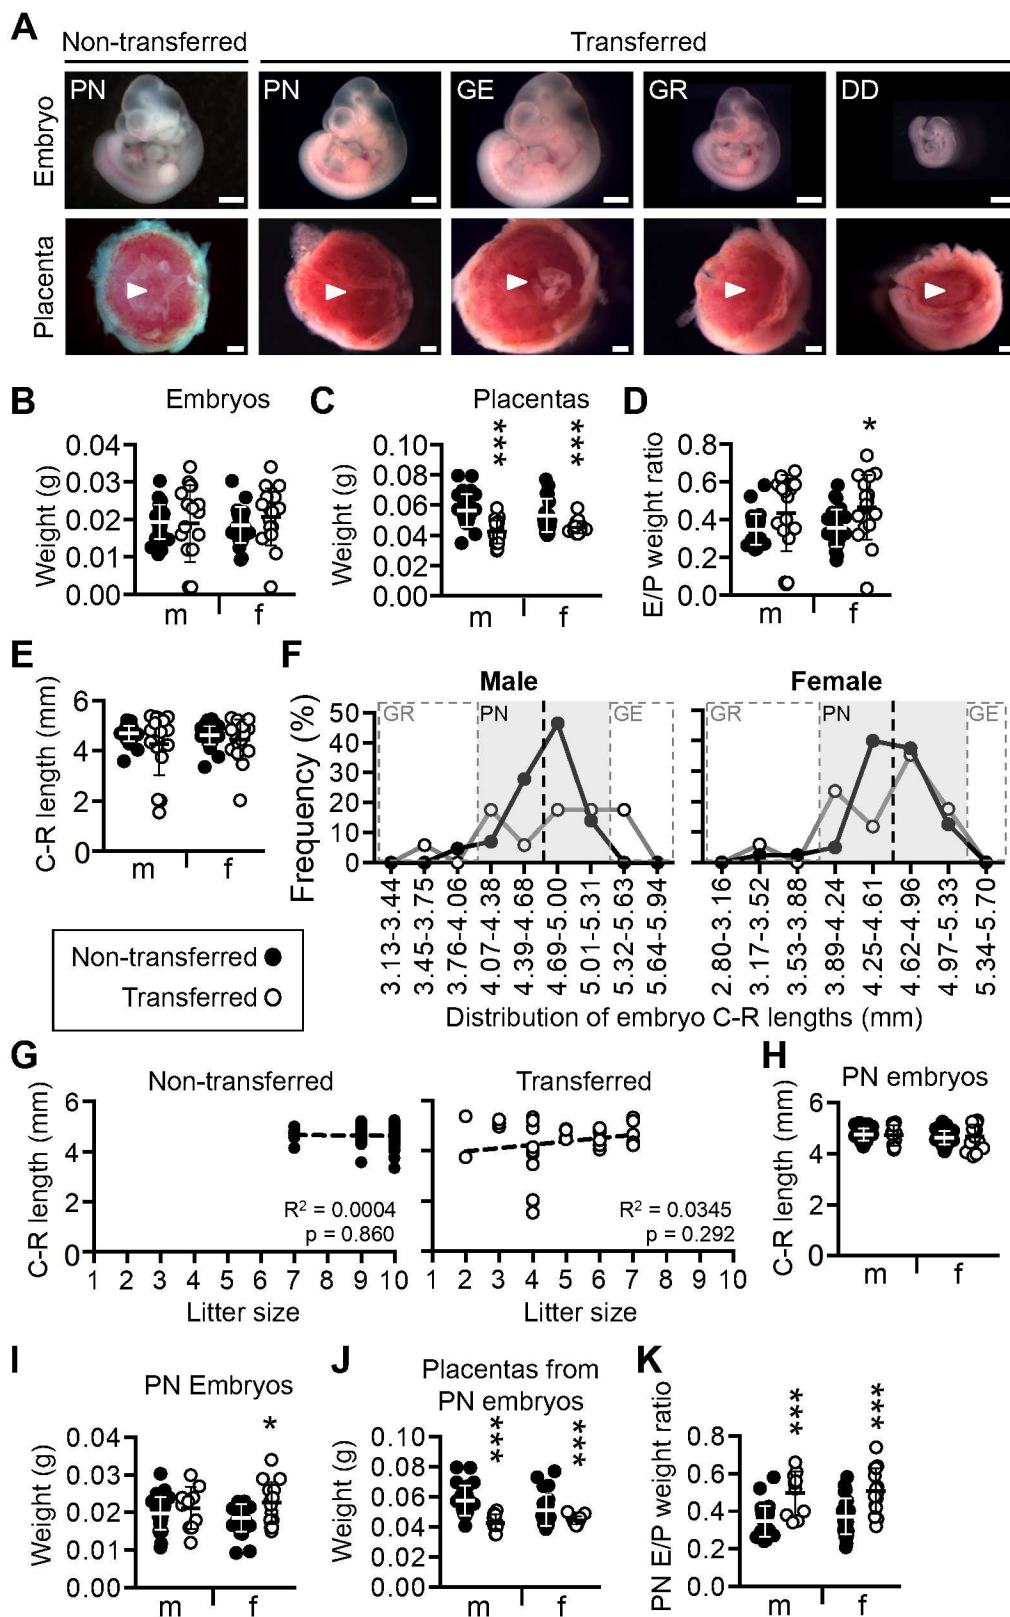 A
Non-transferred
Transferred
Embryo
PN
PN
GE
GR
DD
Placenta
B
Embryos
Weight (g)
0.04
0.03
0.02
0.01
0.00
m
f
C
Placentas
Weight (g)
0.10
0.08
0.06
0.04
0.02
0.00
***
***
m
f
D
E/P weight ratio
0.8
0.6
0.4
0.2
0.0
*
m
f
E
C-R length (mm)
6
4
2
0
m
f
Non-transferred
Transferred
F
Male
Female
Frequency (%)
50
40
30
20
10
0
GR
PN
GE
GR
PN
GE
3.13-3.44
3.45-3.75
3.76-4.06
4.07-4.38
4.39-4.68
4.69-5.00
5.01-5.31
5.32-5.63
5.64-5.94
2.80-3.16
3.17-3.52
3.53-3.88
3.89-4.24
4.25-4.61
4.62-4.96
4.97-5.33
5.34-5.70
Distribution of embryo C-R lengths (mm)
G
Non-transferred
Transferred
C-R length (mm)
6
4
2
0
R² = 0.0004
p = 0.860
R² = 0.0345
p = 0.292
1 2 3 4 5 6 7 8 9 10
1 2 3 4 5 6 7 8 9 10
Litter size
Litter size
H
PN embryos
C-R length (mm)
6
4
2
0
m
f
I
PN Embryos
Weight (g)
0.04
0.03
0.02
0.01
0.00
*
m
f
J
Placentas from
PN embryos
Weight (g)
0.10
0.08
0.06
0.04
0.02
0.00
***
***
m
f
K
PN E/P weight ratio
0.8
0.6
0.4
0.2
0.0
***
***
m
f